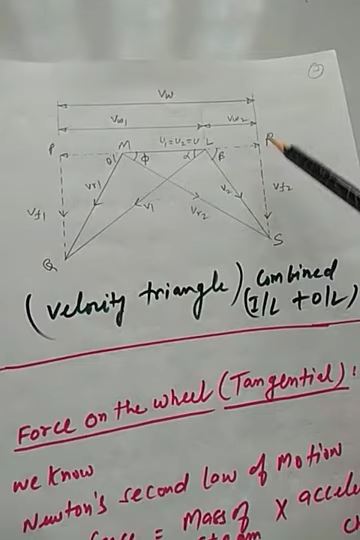 2
Vw
Vw1 Vw2
P M U1=U2=U L R
θ φ α β
Vf1 Vr1 V1 Vr2 V2 Vf2
Q S
(Velocity triangle) Combined
(I/L + O/L)
Force on the wheel (Tangential):
we know
Newton's second Law of Motion
= Mass of X accele